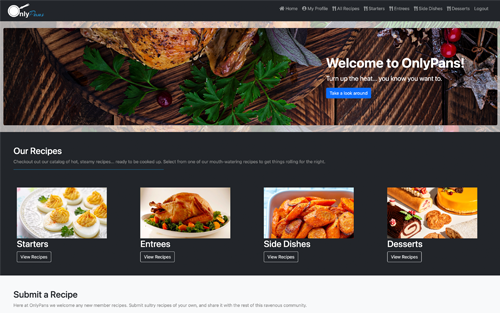 OnlyPans
Home My Profile All Recipes Starters Entrees Side Dishes Desserts Logout
Welcome to OnlyPans!
Turn up the heat... you know you want to.
Take a look around!
Our Recipes
Checkout our catalog of hot, steamy recipes... ready to be cooked up. Select from one of our mouth-watering recipes to get things rolling for the night.
Starters
View Recipes
Entrees
View Recipes
Side Dishes
View Recipes
Desserts
View Recipes
Submit a Recipe
Here at OnlyPans we welcome any new member recipes. Submit sultry recipes of your own, and share it with the rest of this ravenous community.